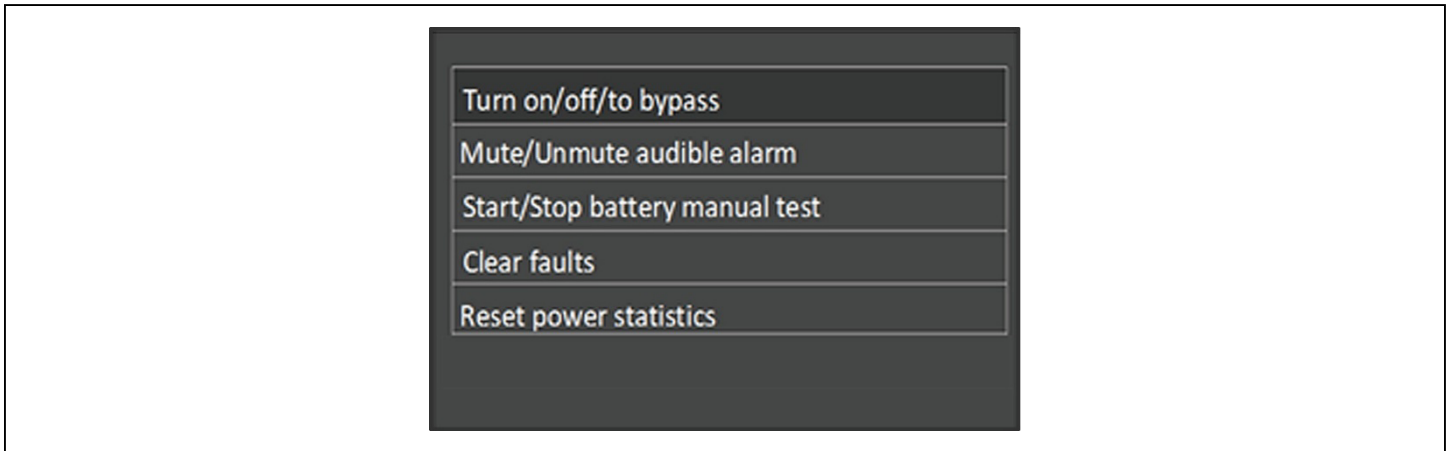 Turn on/off/to bypass
Mute/Unmute audible alarm
Start/Stop battery manual test
Clear faults
Reset power statistics